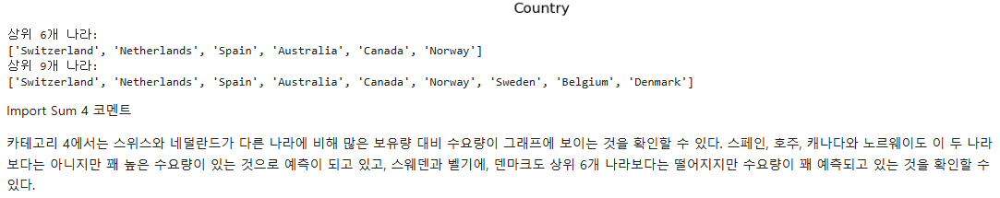 Country
상위 6개 나라:
['Switzerland', 'Netherlands', 'Spain', 'Australia', 'Canada', 'Norway']
상위 9개 나라:
['Switzerland', 'Netherlands', 'Spain', 'Australia', 'Canada', 'Norway', 'Sweden', 'Belgium', 'Denmark']
Import Sum 4 코멘트
카테고리 4에서는 스위스와 네덜란드가 다른 나라에 비해 많은 보유량 대비 수요량이 그래프에 보이는 것을 확인할 수 있다. 스페인, 호주, 캐나다와 노르웨이도 이 두 나라
보다는 아니지만 꽤 높은 수요량이 있는 것으로 예측이 되고 있고, 스웨덴과 벨기에, 덴마크도 상위 6개 나라보다는 떨어지지만 수요량이 꽤 예측되고 있는 것을 확인할 수
있다.